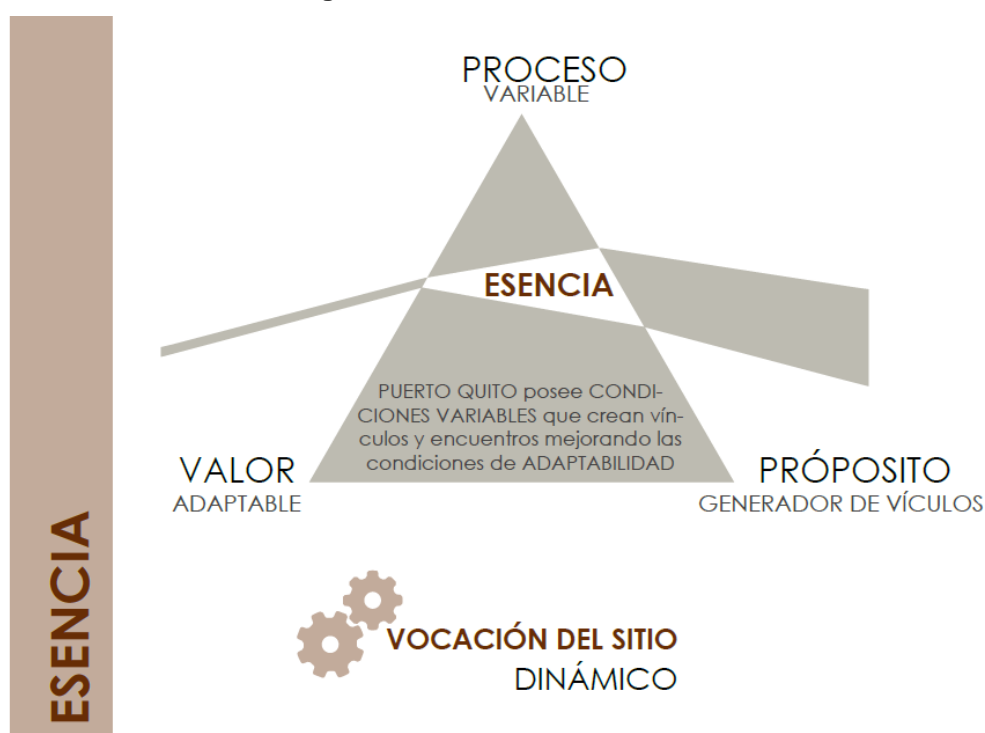 PROCESO
VARIABLE
ESENCIA
PUERTO QUITO posee CONDI-
CIONES VARIABLES que crean vín-
culos y encuentros mejorando las
condiciones de ADAPTABILIDAD
VALOR
ADAPTABLE
PRÓPOSITO
GENERADOR DE VÍCULOS
ESENCIA
VOCACIÓN DEL SITIO
DINÁMICO